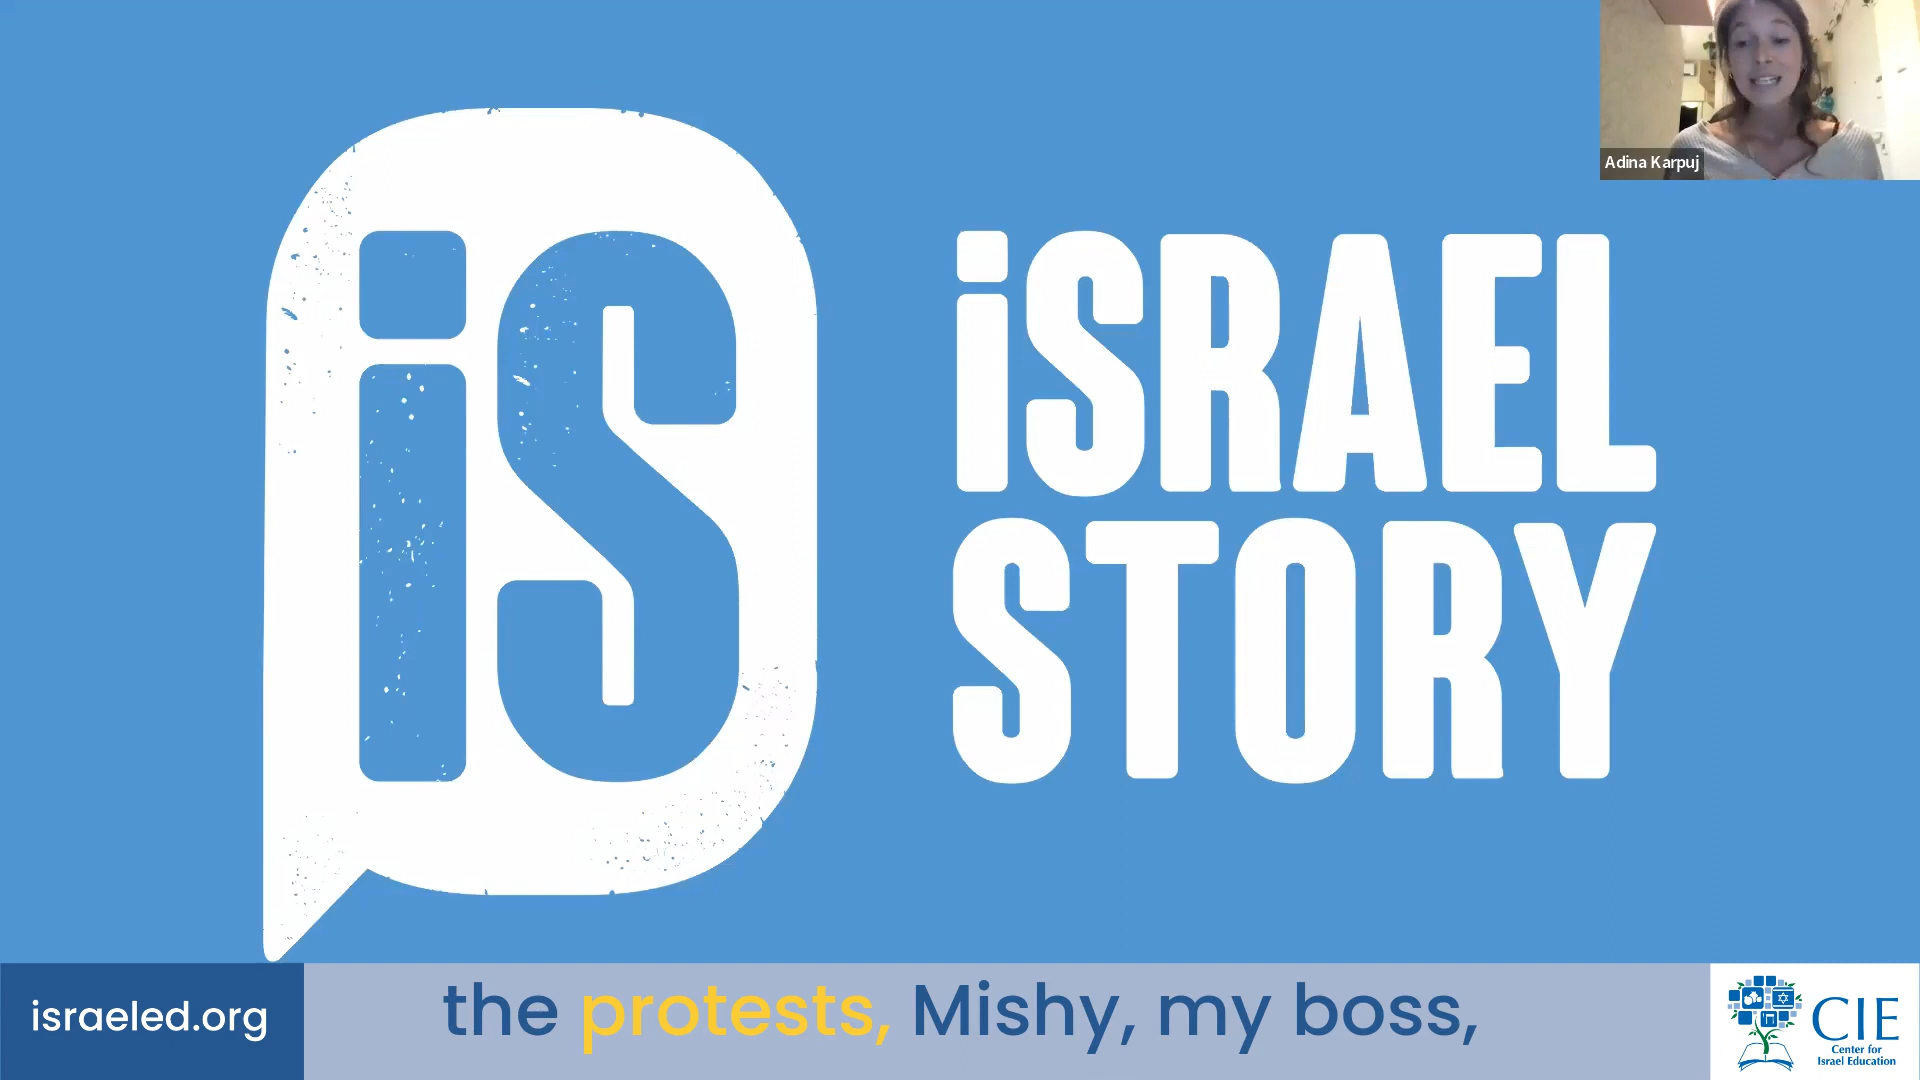 iS
iSRAEL
STORY
Adina Karpuj
israeled.org
the protests, Mishy, my boss,
CIE
Center for
Israel Education